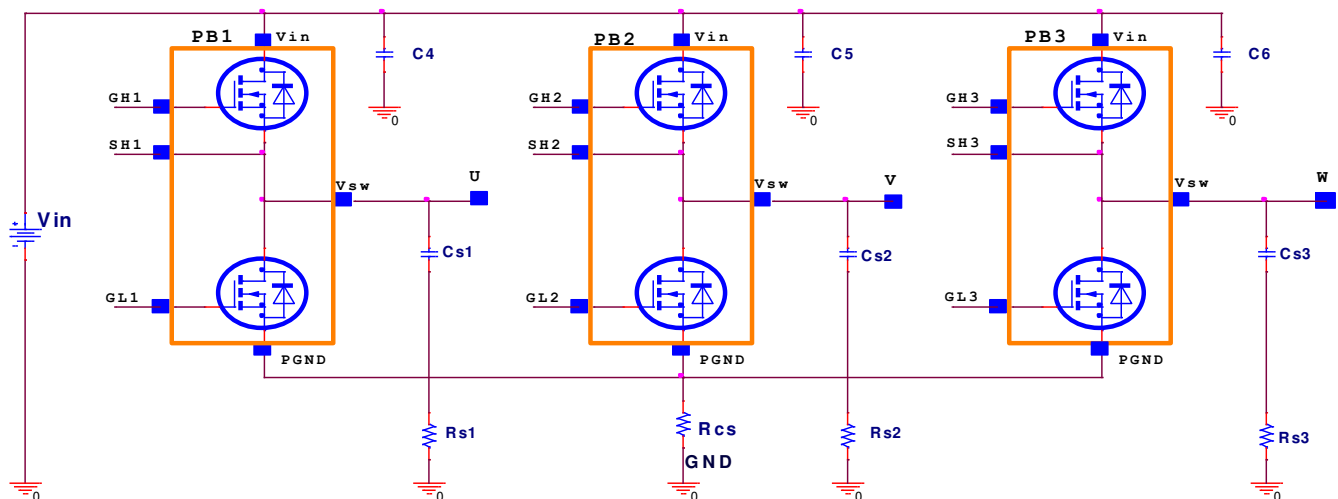 PB1
Vin
C4
PB2
Vin
C5
PB3
Vin
C6
GH1
0
GH2
0
GH3
0
SH1
SH2
SH3
Vsw
U
Vsw
V
Vsw
W
+
Vin
-
Cs1
Cs2
Cs3
GL1
GL2
GL3
PGND
PGND
PGND
Rs1
Rcs
Rs2
Rs3
GND
0
0
0
0
0